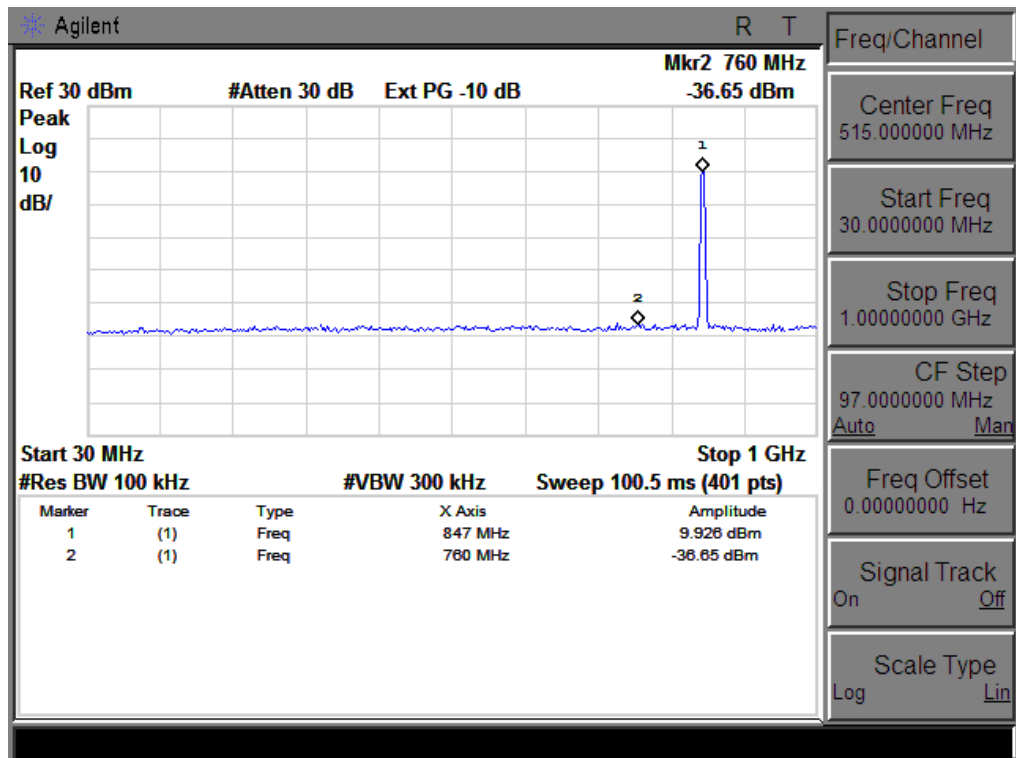 Agilent R T
Mkr2 760 MHz
Ref 30 dBm #Atten 30 dB Ext PG -10 dB -36.65 dBm
Peak
Log
10
dB/
1
2
Start 30 MHz Stop 1 GHz
#Res BW 100 kHz #VBW 300 kHz Sweep 100.5 ms (401 pts)
Marker Trace Type X Axis Amplitude
1 (1) Freq 847 MHz 9.926 dBm
2 (1) Freq 760 MHz -36.65 dBm
Freq/Channel
Center Freq
515.000000 MHz
Start Freq
30.0000000 MHz
Stop Freq
1.00000000 GHz
CF Step
97.0000000 MHz
Auto Man
Freq Offset
0.00000000 Hz
Signal Track
On Off
Scale Type
Log Lin